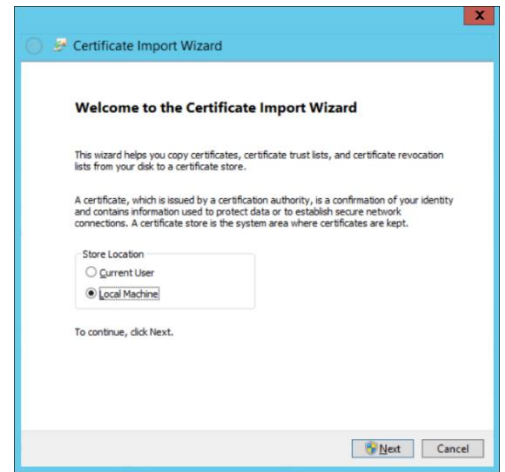 x
Certificate Import Wizard
Welcome to the Certificate Import Wizard
This wizard helps you copy certificates, certificate trust lists, and certificate revocation
lists from your disk to a certificate store.
A certificate, which is issued by a certification authority, is a confirmation of your identity
and contains information used to protect data or to establish secure network
connections. A certificate store is the system area where certificates are kept.
Store Location
Current User
Local Machine
To continue, click Next.
Next Cancel